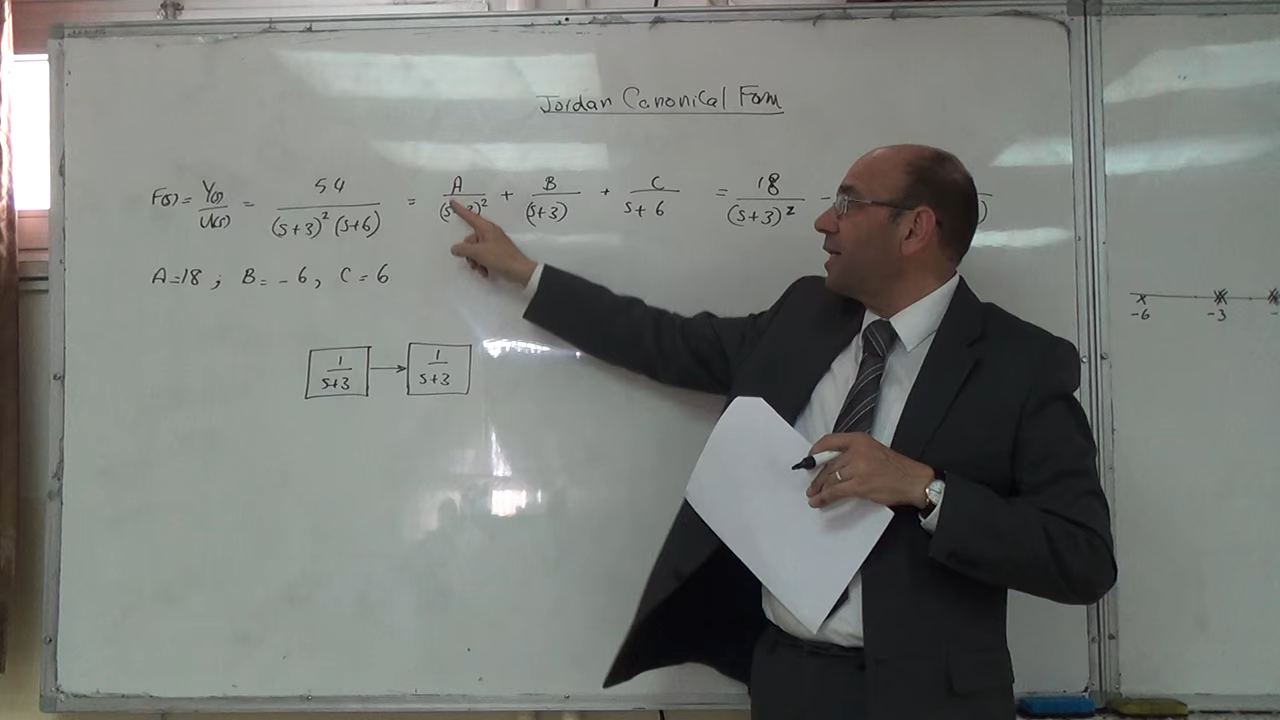 Jordan Canonical Form
F(s) = Y(s)/U(s) = 54/((s+3)²(s+6)) = A/(s+3)² + B/(s+3) + C/(s+6) = 18/(s+3)² -
A=18 ; B = -6 , C = 6
-6 -3
1/(s+3) → 1/(s+3)